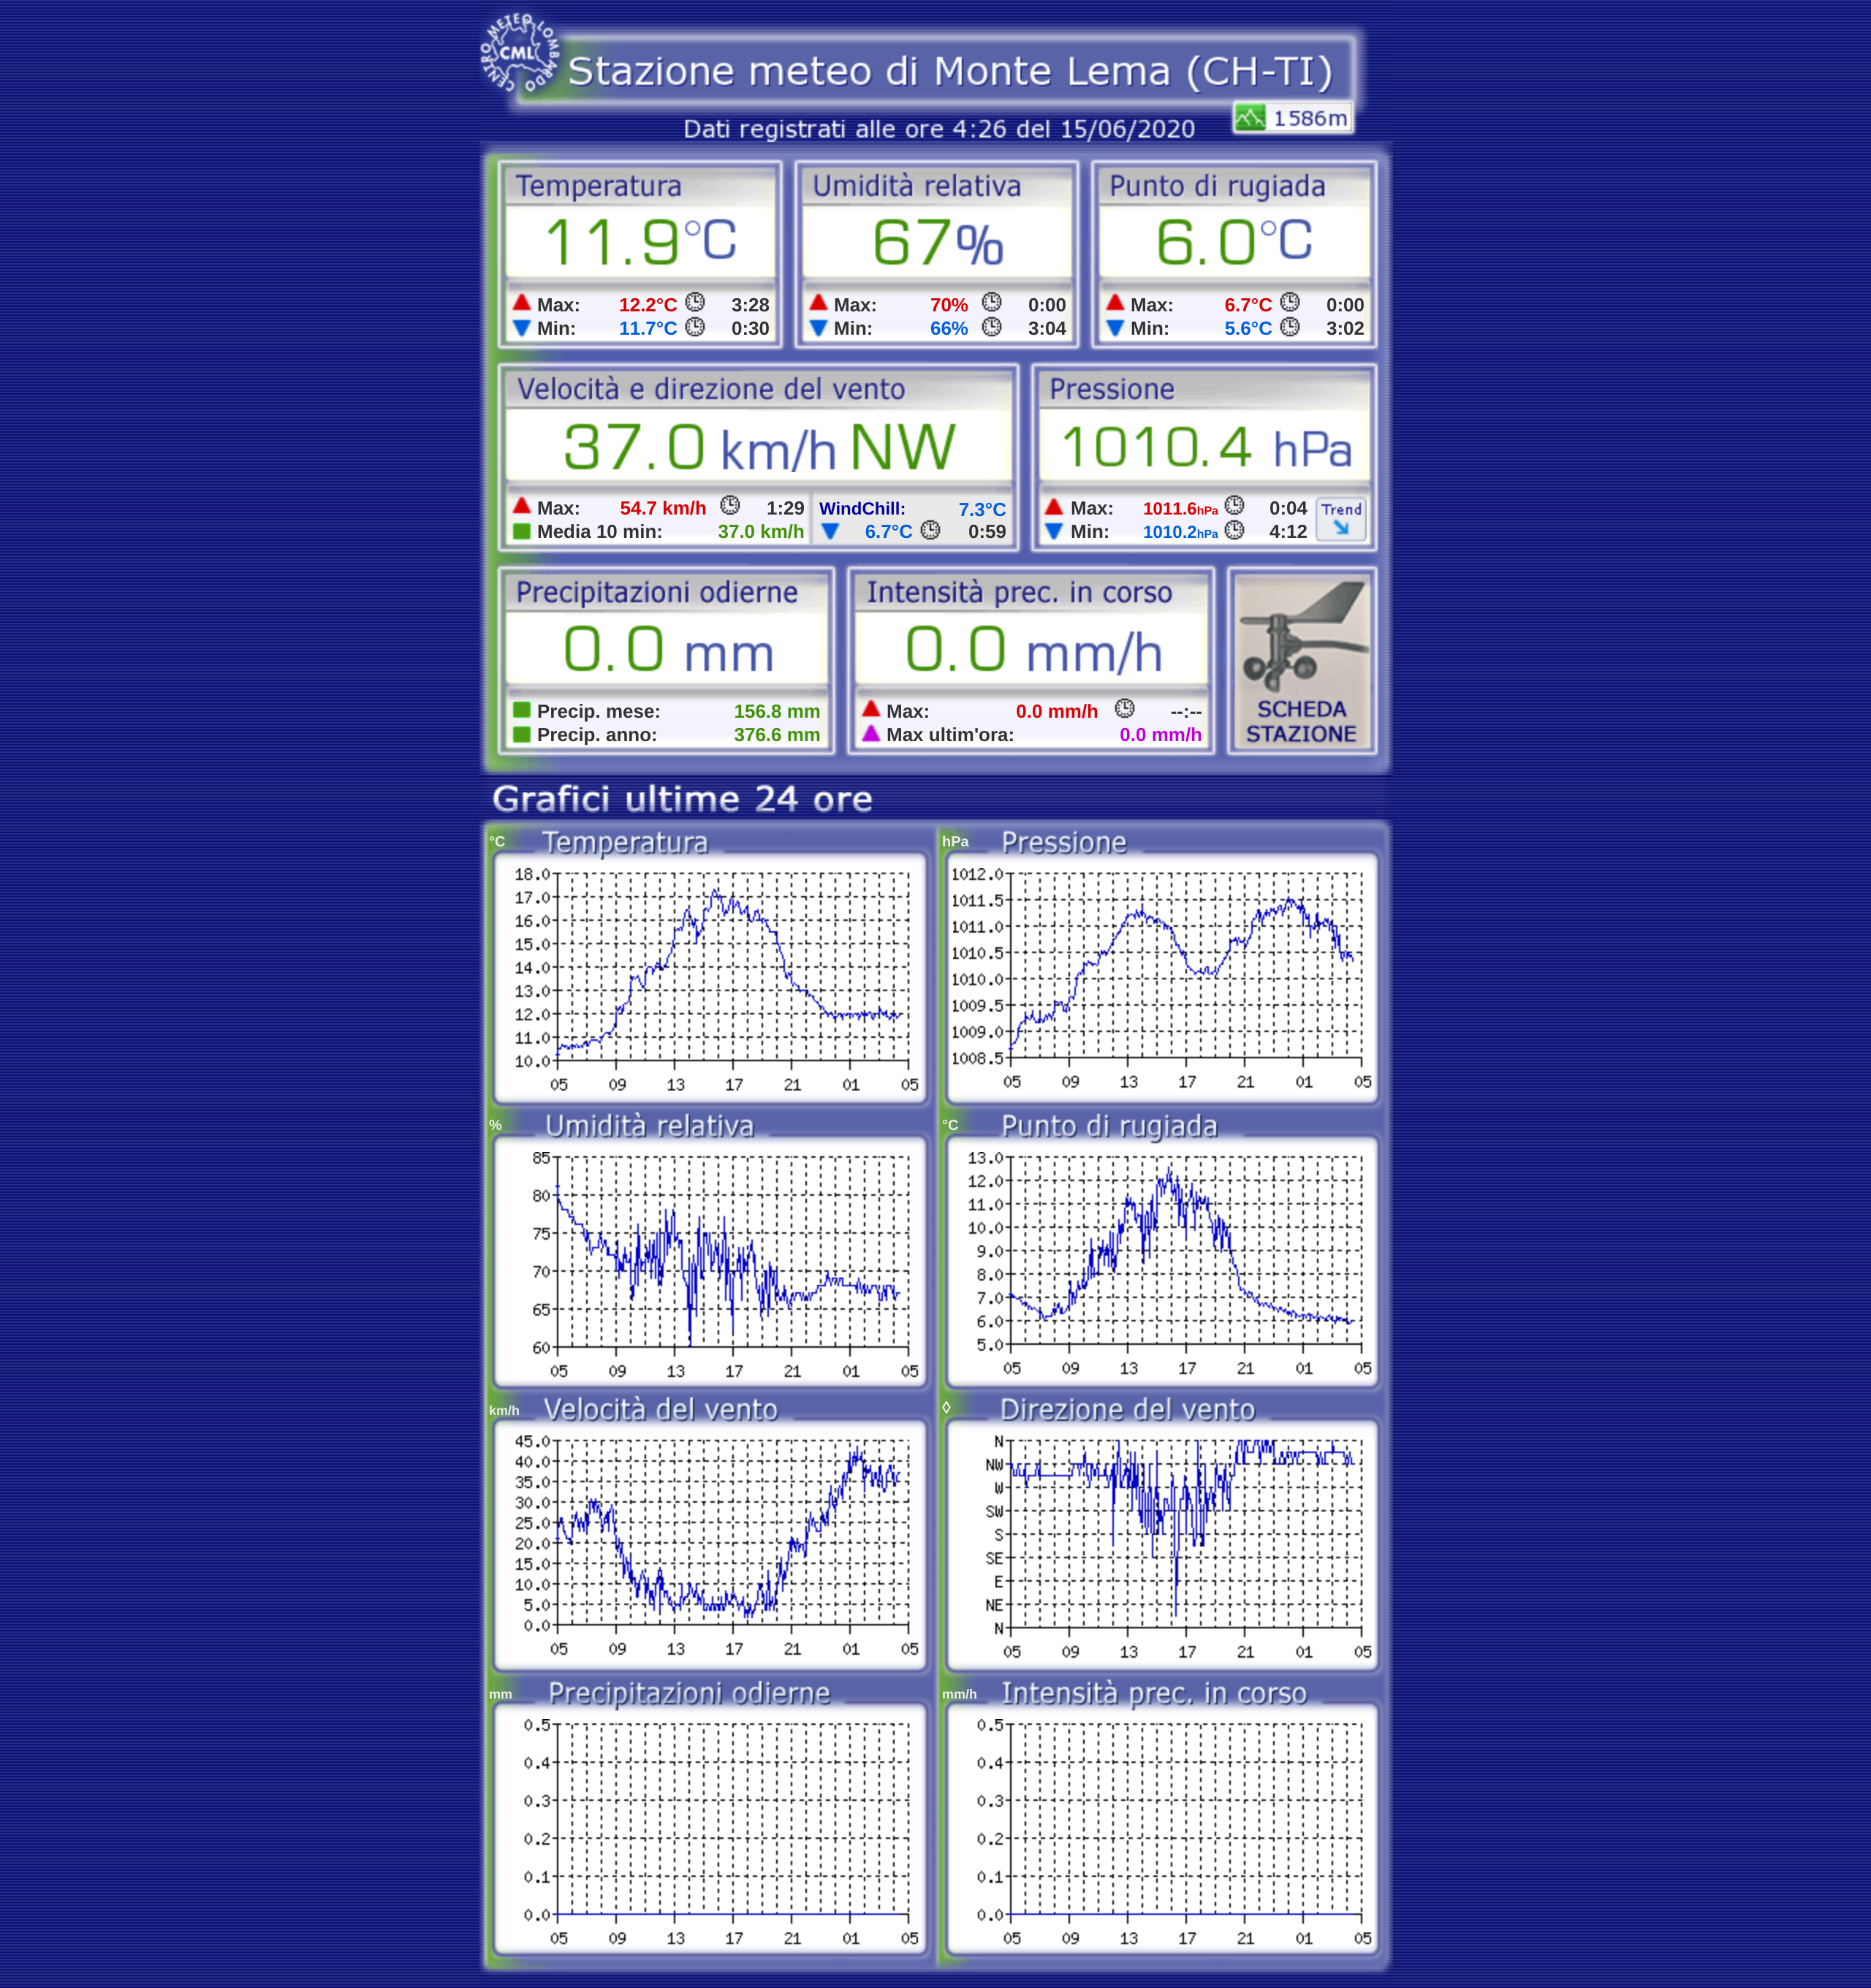 CENTRO METEO LOMBARDO
CML
Stazione meteo di Monte Lema (CH-TI)
1586m
Dati registrati alle ore 4:26 del 15/06/2020
Temperatura
11.9°C
Max: 12.2°C 3:28
Min: 11.7°C 0:30
Umidità relativa
67%
Max: 70% 0:00
Min: 66% 3:04
Punto di rugiada
6.0°C
Max: 6.7°C 0:00
Min: 5.6°C 3:02
Velocità e direzione del vento
37.0 km/h NW
Max: 54.7 km/h 1:29
Media 10 min: 37.0 km/h
WindChill: 7.3°C
6.7°C 0:59
Pressione
1010.4 hPa
Max: 1011.6hPa 0:04
Min: 1010.2hPa 4:12
Trend
Precipitazioni odierne
0.0 mm
Precip. mese: 156.8 mm
Precip. anno: 376.6 mm
Intensità prec. in corso
0.0 mm/h
Max: 0.0 mm/h --:--
Max ultim'ora: 0.0 mm/h
SCHEDA
STAZIONE
Grafici ultime 24 ore
°C Temperatura
18.0
17.0
16.0
15.0
14.0
13.0
12.0
11.0
10.0
05 09 13 17 21 01 05
hPa Pressione
1012.0
1011.5
1011.0
1010.5
1010.0
1009.5
1009.0
1008.5
05 09 13 17 21 01 05
% Umidità relativa
85
80
75
70
65
60
05 09 13 17 21 01 05
°C Punto di rugiada
13.0
12.0
11.0
10.0
9.0
8.0
7.0
6.0
5.0
05 09 13 17 21 01 05
km/h Velocità del vento
45.0
40.0
35.0
30.0
25.0
20.0
15.0
10.0
5.0
0.0
05 09 13 17 21 01 05
◊ Direzione del vento
N
NW
W
SW
S
SE
E
NE
N
05 09 13 17 21 01 05
mm Precipitazioni odierne
0.5
0.4
0.3
0.2
0.1
0.0
05 09 13 17 21 01 05
mm/h Intensità prec. in corso
0.5
0.4
0.3
0.2
0.1
0.0
05 09 13 17 21 01 05